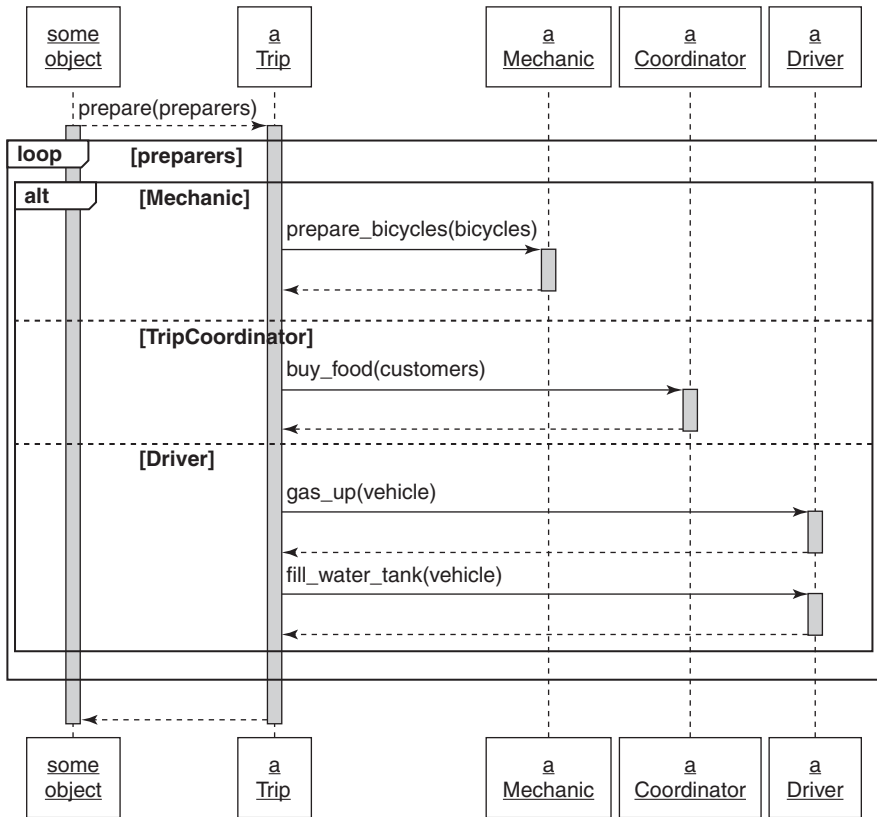 some
object
a
Trip
a
Mechanic
a
Coordinator
a
Driver
prepare(preparers)
loop
[preparers]
alt
[Mechanic]
prepare_bicycles(bicycles)
[TripCoordinator]
buy_food(customers)
[Driver]
gas_up(vehicle)
fill_water_tank(vehicle)
some
object
a
Trip
a
Mechanic
a
Coordinator
a
Driver